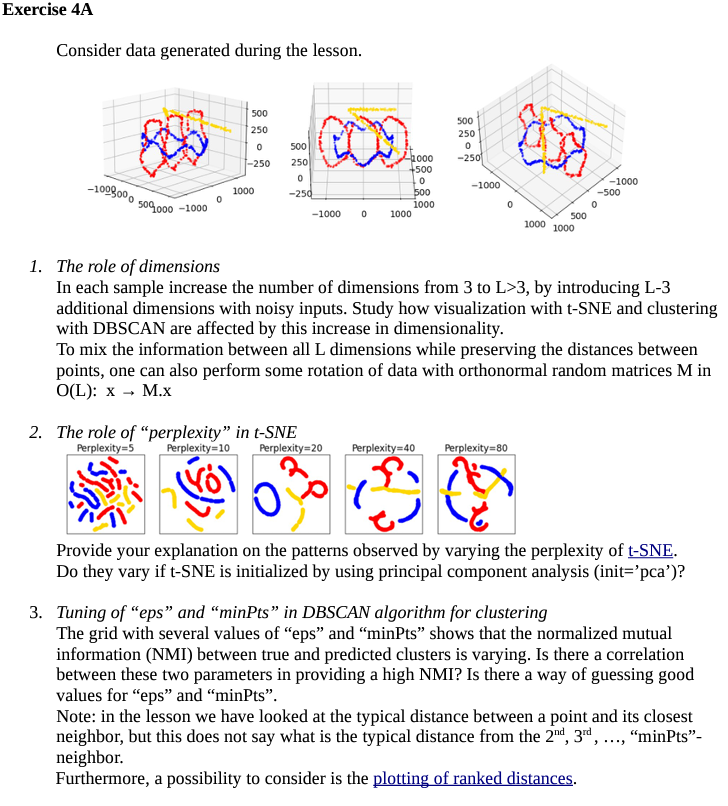 Exercise 4A
Consider data generated during the lesson.
500
250
0
−250
−1000
−500
0
500
1000
−1000
0
1000
500
250
0
−250
−1000
0
1000
−1000
−500
0
500
1000
500
250
0
−250
−1000
0
1000
−1000
−500
0
500
1000
1. The role of dimensions
In each sample increase the number of dimensions from 3 to L>3, by introducing L-3
additional dimensions with noisy inputs. Study how visualization with t-SNE and clustering
with DBSCAN are affected by this increase in dimensionality.
To mix the information between all L dimensions while preserving the distances between
points, one can also perform some rotation of data with orthonormal random matrices M in
O(L): x → M.x
2. The role of “perplexity” in t-SNE
Perplexity=5 Perplexity=10 Perplexity=20 Perplexity=40 Perplexity=80
Provide your explanation on the patterns observed by varying the perplexity of t-SNE.
Do they vary if t-SNE is initialized by using principal component analysis (init=’pca’)?
3. Tuning of “eps” and “minPts” in DBSCAN algorithm for clustering
The grid with several values of “eps” and “minPts” shows that the normalized mutual
information (NMI) between true and predicted clusters is varying. Is there a correlation
between these two parameters in providing a high NMI? Is there a way of guessing good
values for “eps” and “minPts”.
Note: in the lesson we have looked at the typical distance between a point and its closest
neighbor, but this does not say what is the typical distance from the 2nd, 3rd , …, “minPts”-
neighbor.
Furthermore, a possibility to consider is the plotting of ranked distances.